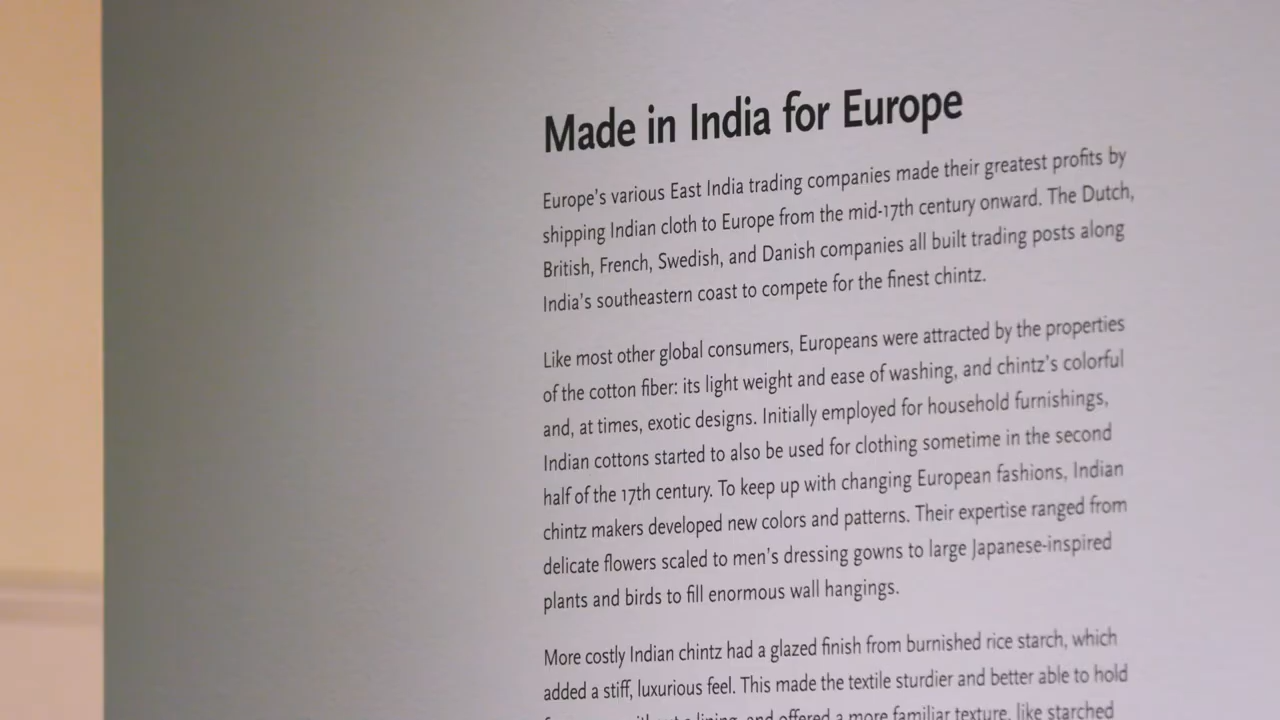 Made in India for Europe
Europe's various East India trading companies made their greatest profits by
shipping Indian cloth to Europe from the mid-17th century onward. The Dutch,
British, French, Swedish, and Danish companies all built trading posts along
India's southeastern coast to compete for the finest chintz.
Like most other global consumers, Europeans were attracted by the properties
of the cotton fiber: its light weight and ease of washing, and chintz's colorful
and, at times, exotic designs. Initially employed for household furnishings,
Indian cottons started to also be used for clothing sometime in the second
half of the 17th century. To keep up with changing European fashions, Indian
chintz makers developed new colors and patterns. Their expertise ranged from
delicate flowers scaled to men's dressing gowns to large Japanese-inspired
plants and birds to fill enormous wall hangings.
More costly Indian chintz had a glazed finish from burnished rice starch, which
added a stiff, luxurious feel. This made the textile sturdier and better able to hold
lining, and offered a more familiar texture, like starched